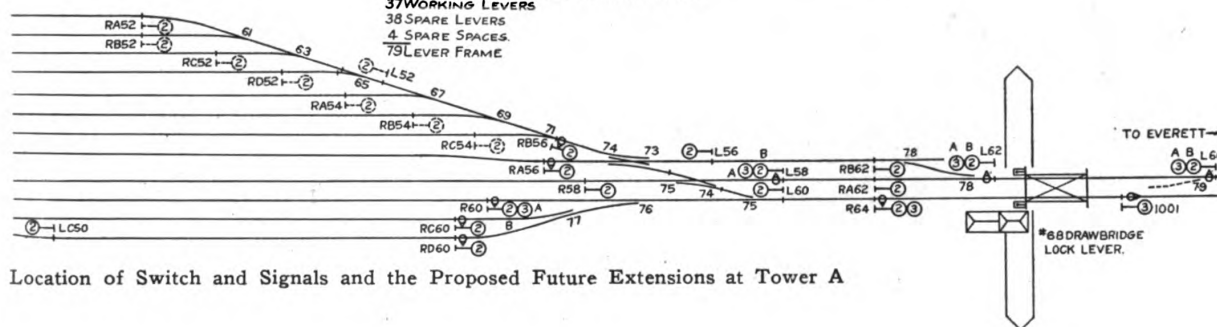 37 WORKING LEVERS
38 SPARE LEVERS
4 SPARE SPACES.
79 LEVER FRAME
RA52 2
RB52 2
61
RC52 2
63
RD52 2
2 L52
65
RA54 2
67
RB54 2
69
RC54 2
71
RB56 2
74 73
2 L56
B
78
A B
3 2 L62
TO EVERETT
A B
3 2 L6
RA56 2
A 3 2 L58
RB62 2
R58 2
75
74
2 L60
75
RA62 2
78
79
R60 2 3 A
76
R64 2 3
3 1001
77
B
RC60 2
2 LC50
RD60 2
*68 DRAWBRIDGE
LOCK LEVER.
Location of Switch and Signals and the Proposed Future Extensions at Tower A